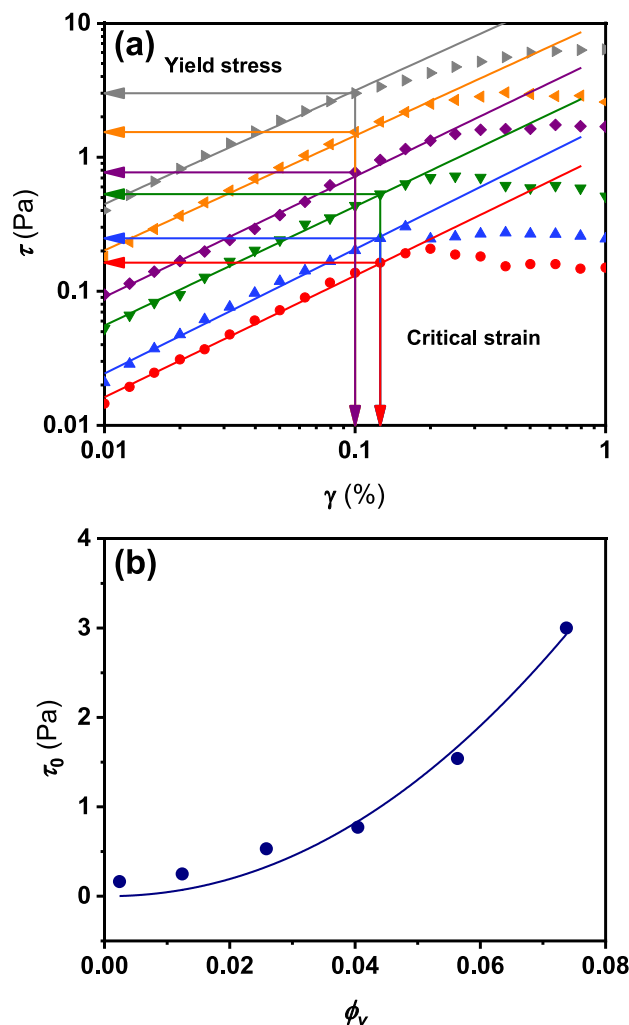 (a)
Yield stress
Critical strain
10
1
0.1
0.01
τ (Pa)
0.01
0.1
1
γ (%)
(b)
4
3
2
1
0
τ0 (Pa)
0.00
0.02
0.04
0.06
0.08
ϕv